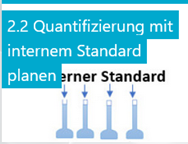 2.2 Quantifizierung mit
internem Standard
planen
erner Standard